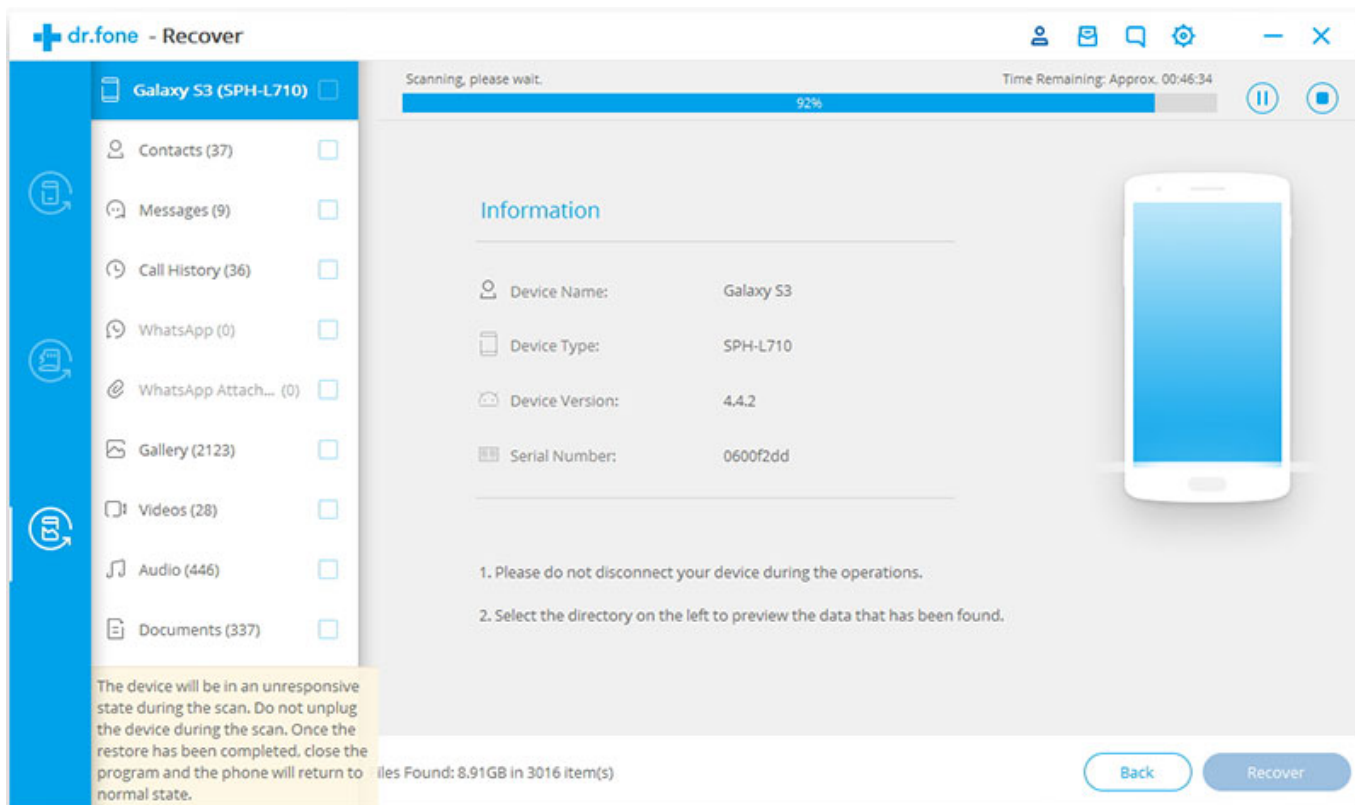 dr.fone - Recover
Galaxy S3 (SPH-L710)
Scanning, please wait.
Time Remaining: Approx. 00:46:34
92%
Contacts (37)
Messages (9)
Call History (36)
WhatsApp (0)
WhatsApp Attach... (0)
Gallery (2123)
Videos (28)
Audio (446)
Documents (337)
Information
Device Name: Galaxy S3
Device Type: SPH-L710
Device Version: 4.4.2
Serial Number: 0600f2dd
1. Please do not disconnect your device during the operations.
2. Select the directory on the left to preview the data that has been found.
The device will be in an unresponsive
state during the scan. Do not unplug
the device during the scan. Once the
restore has been completed, close the
program and the phone will return to
normal state.
iles Found: 8.91GB in 3016 item(s)
Back
Recover